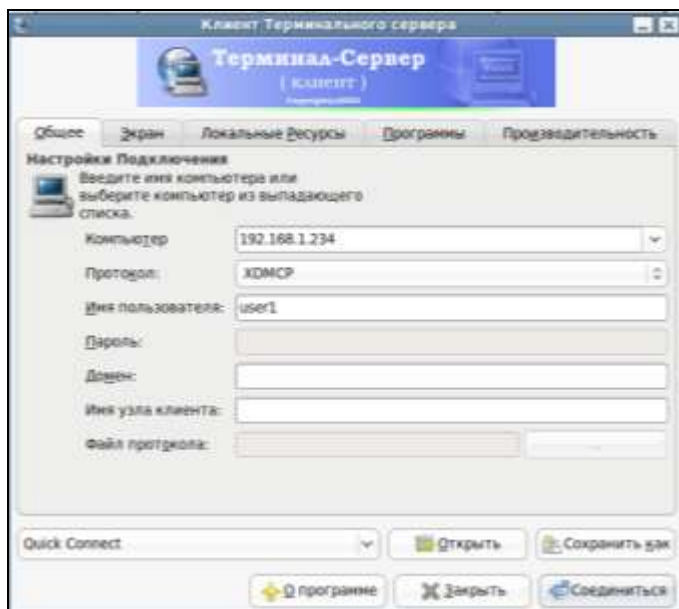 Клиент Терминального сервера
Терминал-Сервер
( клиент )
Общее Экран Локальные Ресурсы Программы Производительность
Настройки Подключения
Введите имя компьютера или
выберите компьютер из выпадающего
списка.
Компьютер 192.168.1.234
Протокол: XDMCP
Имя пользователя: user1
Пароль:
Домен:
Имя узла клиента:
Файл протокола: ...
Quick Connect Открыть Сохранить как
О программе Закрыть Соединиться